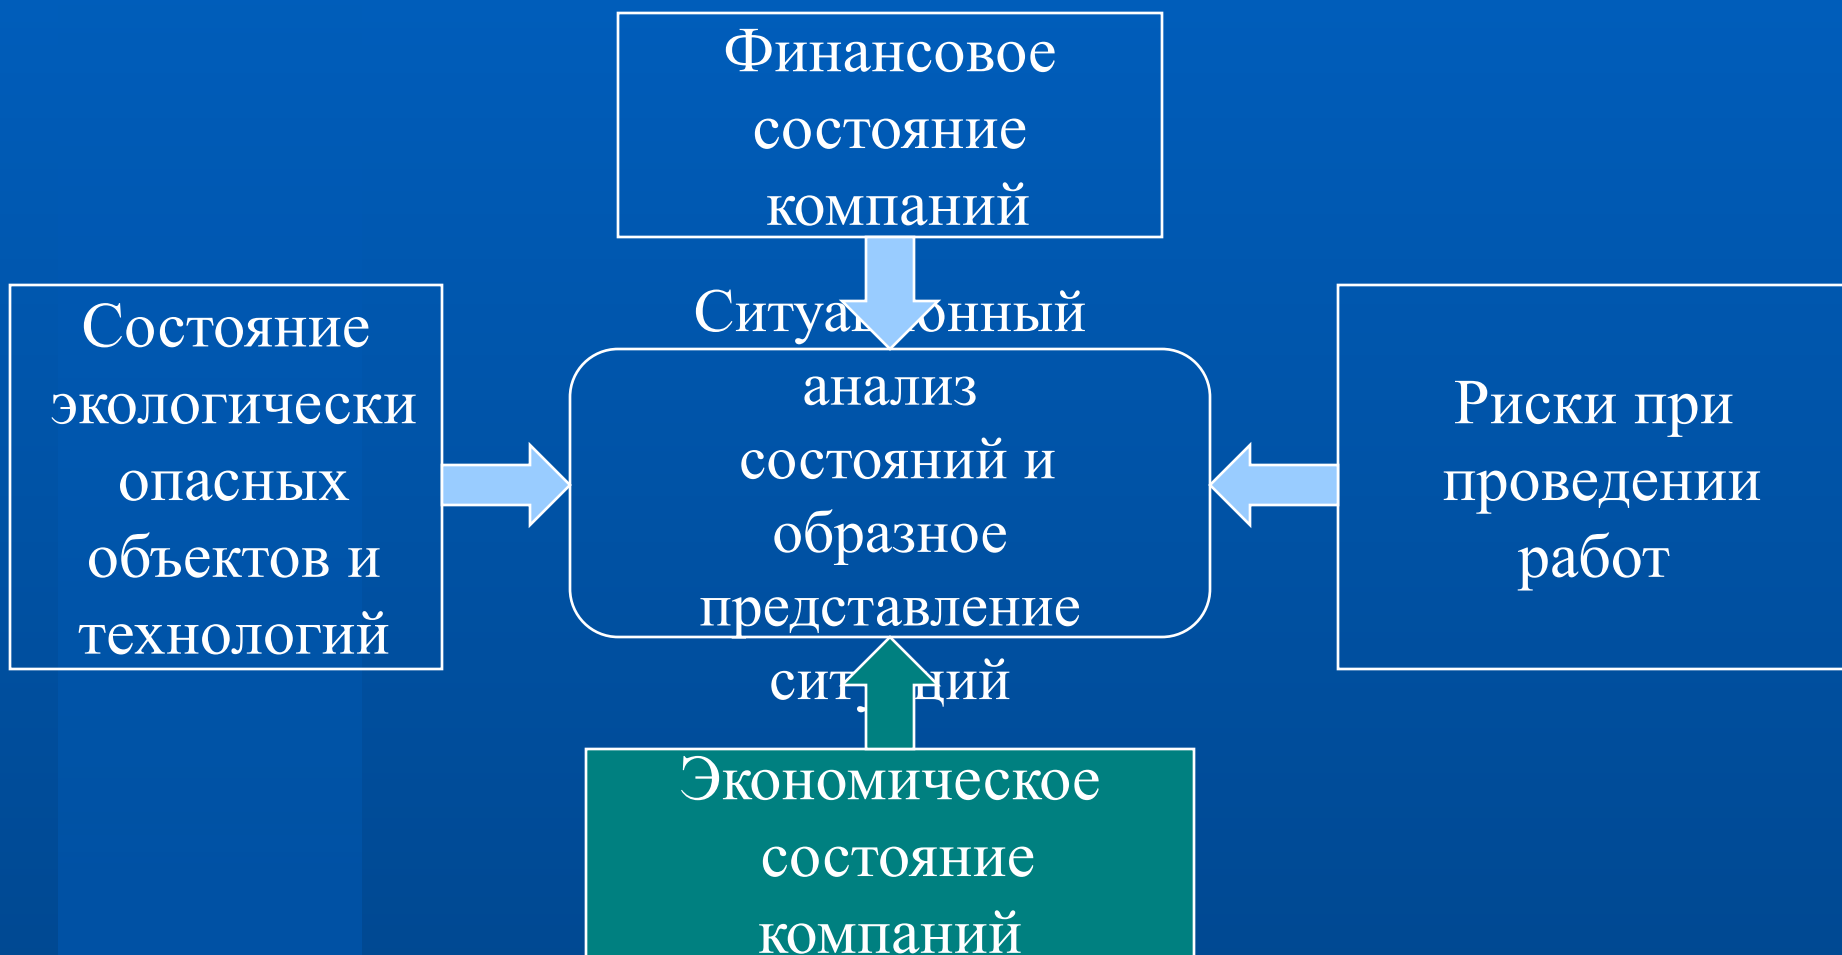 Финансовое
состояние
компаний
Состояние
экологически
опасных
объектов и
технологий
анализ
состояний и
образное
представление
Риски при
проведении
работ
Экономическое
состояние
компаний